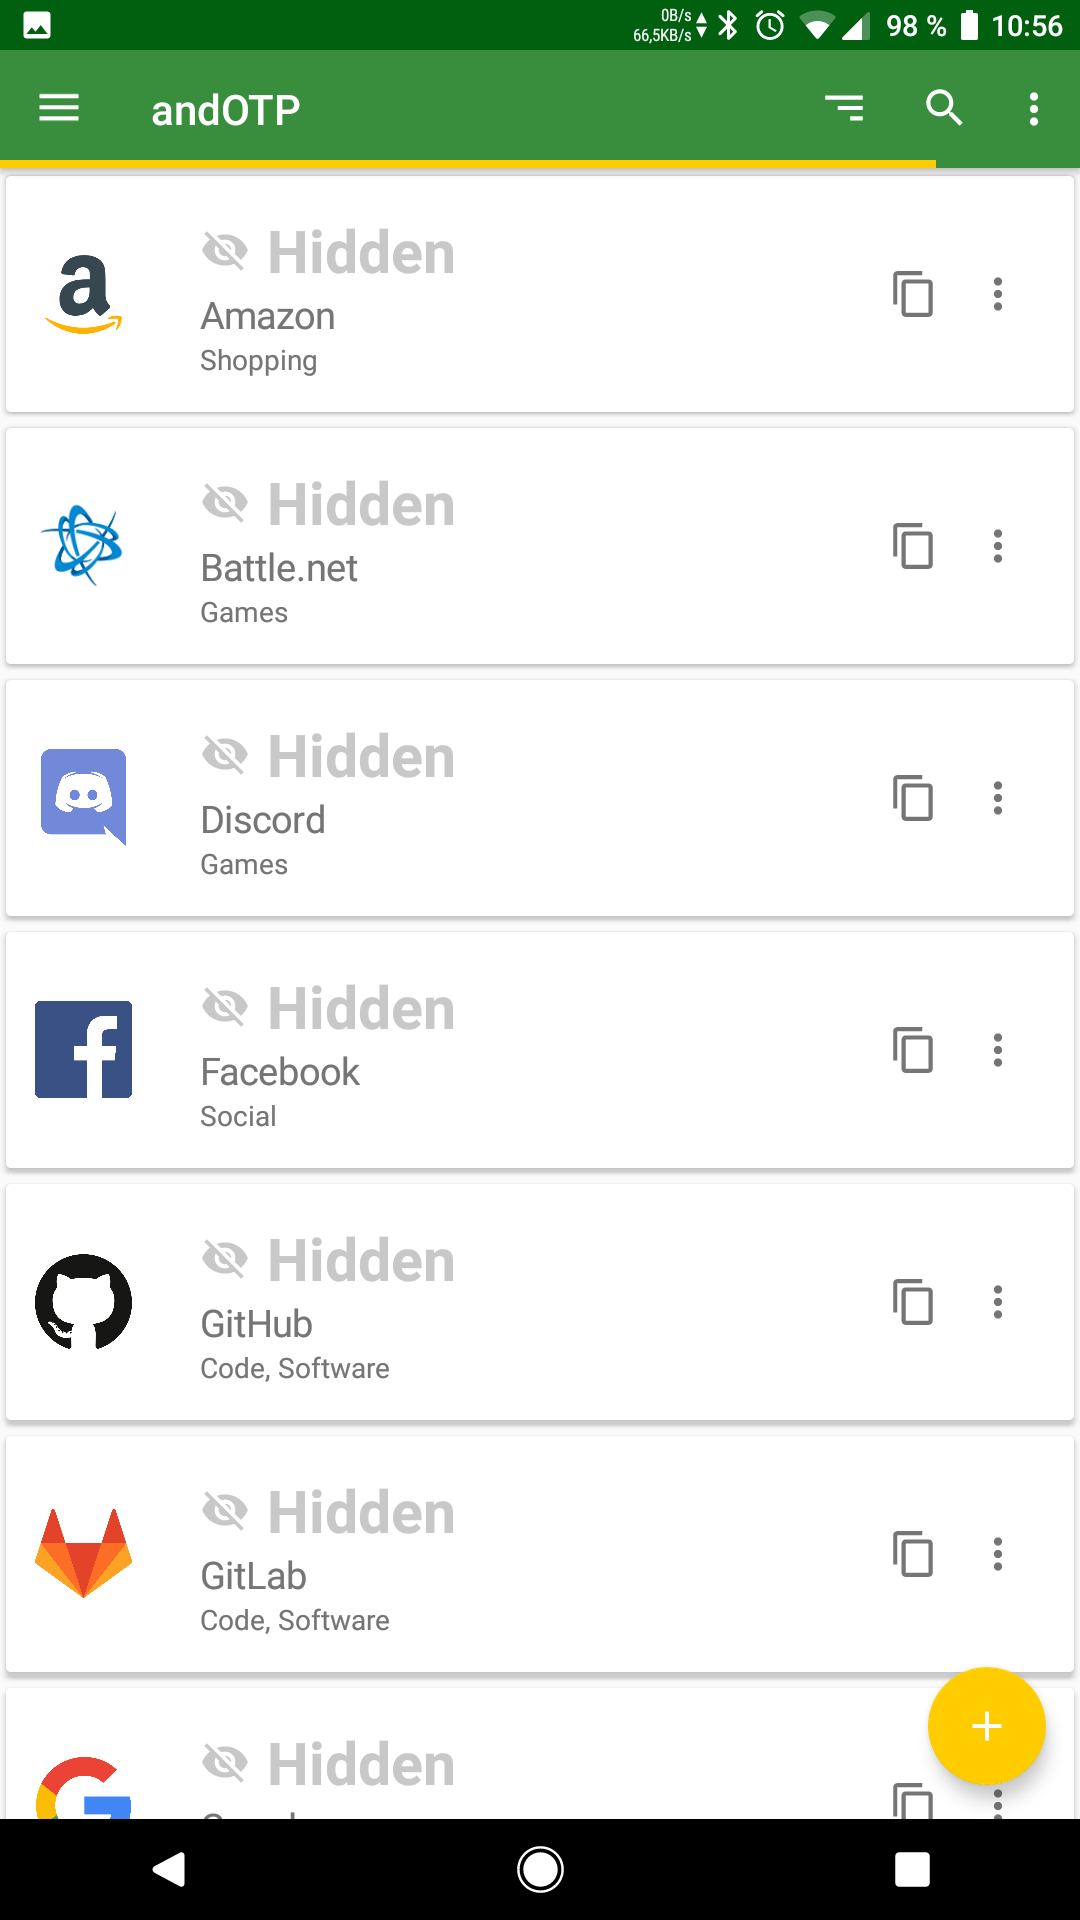 0B/s
66,5KB/s
98 %
10:56
andOTP
Hidden
Amazon
Shopping
Hidden
Battle.net
Games
Hidden
Discord
Games
Hidden
Facebook
Social
Hidden
GitHub
Code, Software
Hidden
GitLab
Code, Software
Hidden